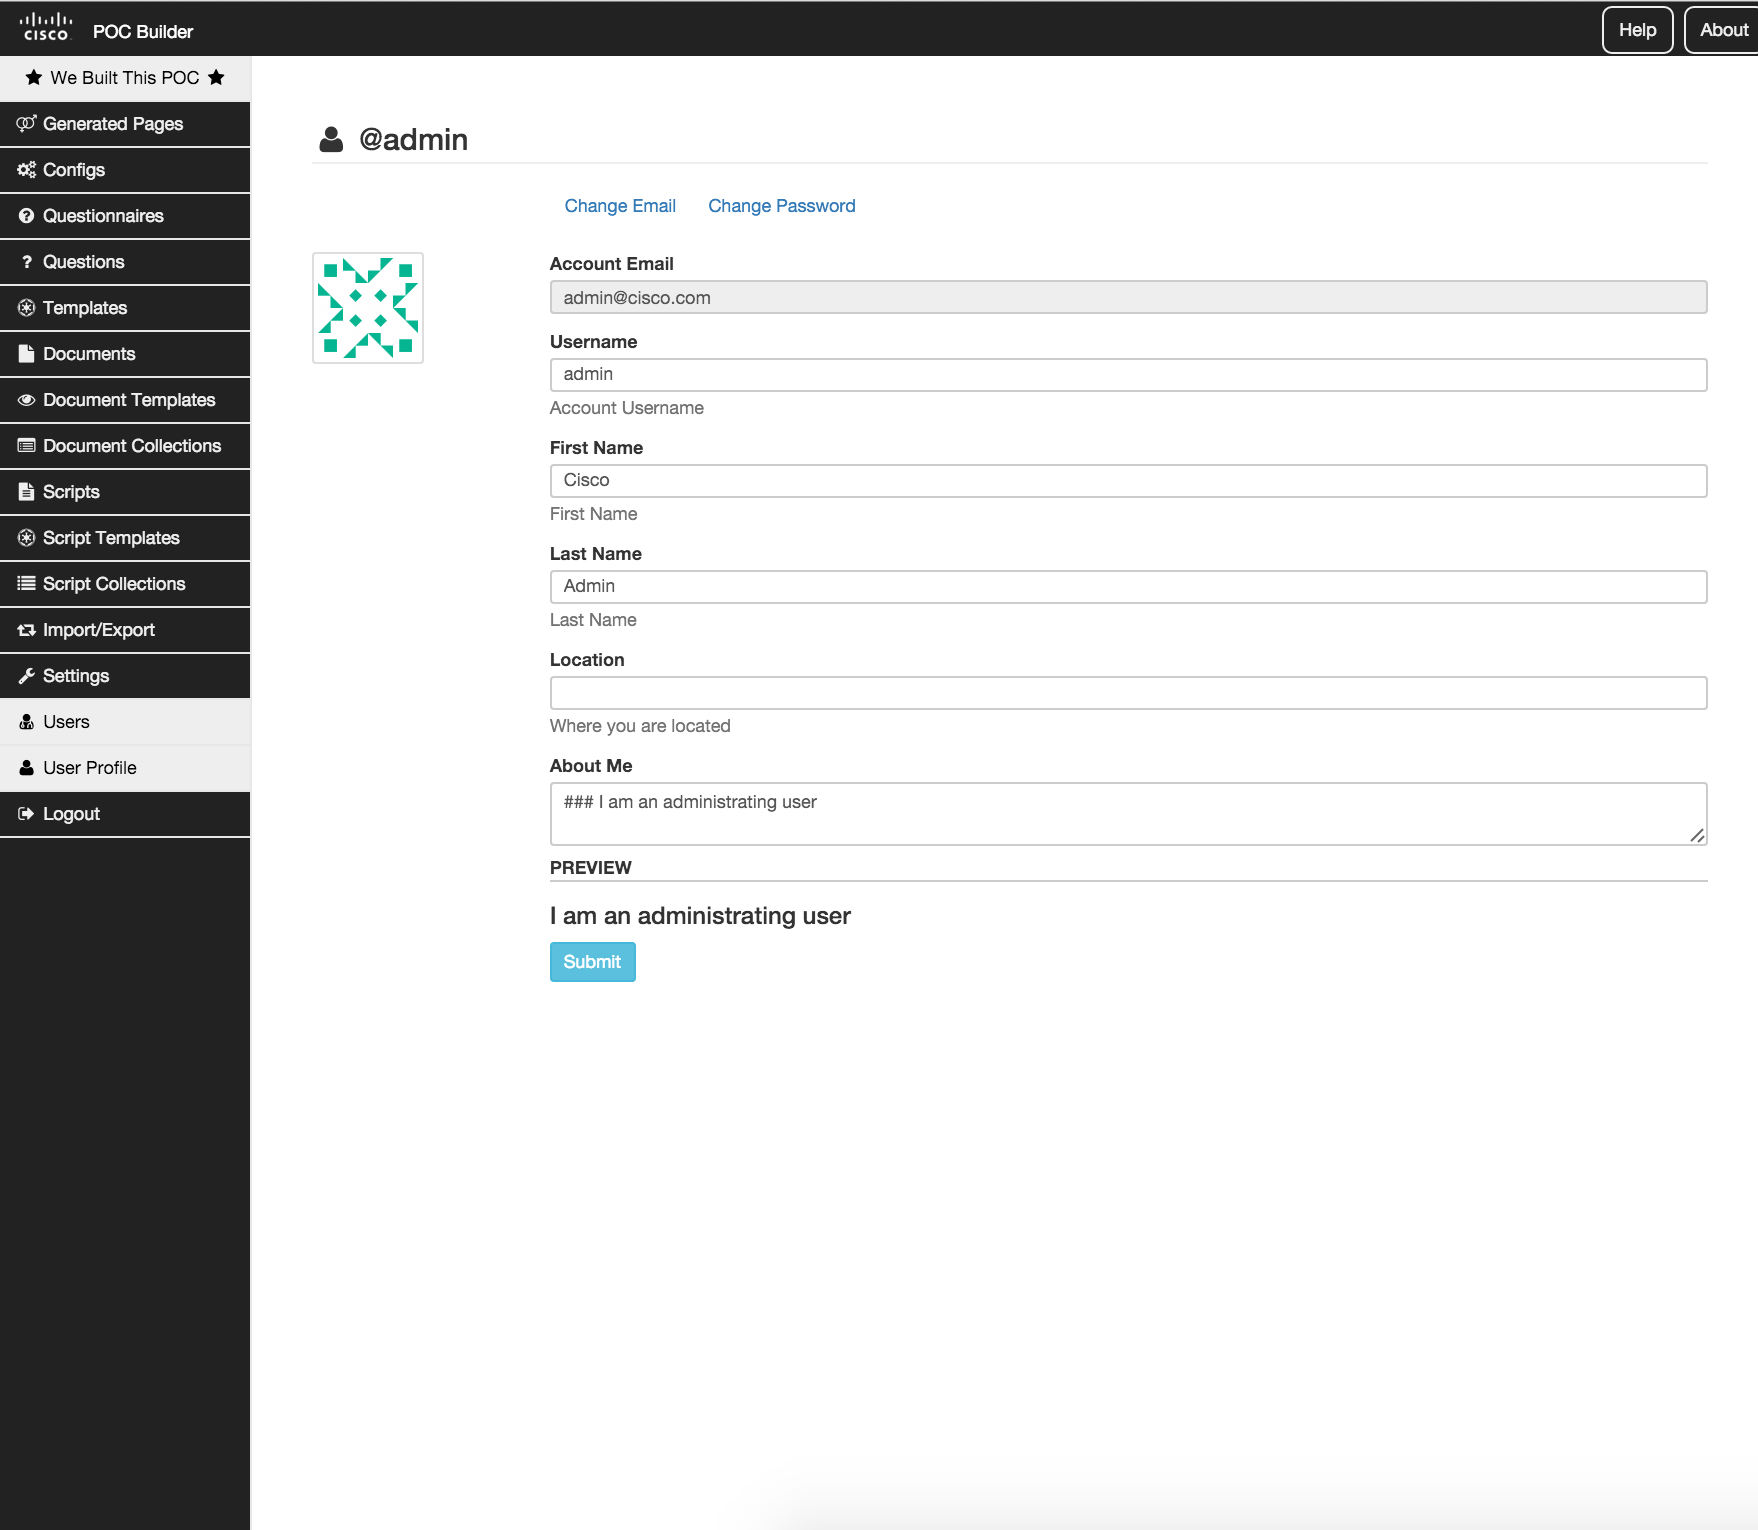 cisco
POC Builder
Help
About
We Built This POC
Generated Pages
Configs
Questionnaires
Questions
Templates
Documents
Document Templates
Document Collections
Scripts
Script Templates
Script Collections
Import/Export
Settings
Users
User Profile
Logout
@admin
Change Email
Change Password
Account Email
admin@cisco.com
Username
admin
Account Username
First Name
Cisco
First Name
Last Name
Admin
Last Name
Location
Where you are located
About Me
### I am an administrating user
PREVIEW
I am an administrating user
Submit